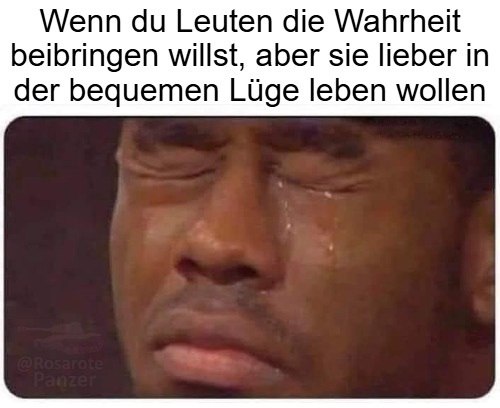 Wenn du Leuten die Wahrheit
beibringen willst, aber sie lieber in
der bequemen Lüge leben wollen
@Rosarote
Panzer